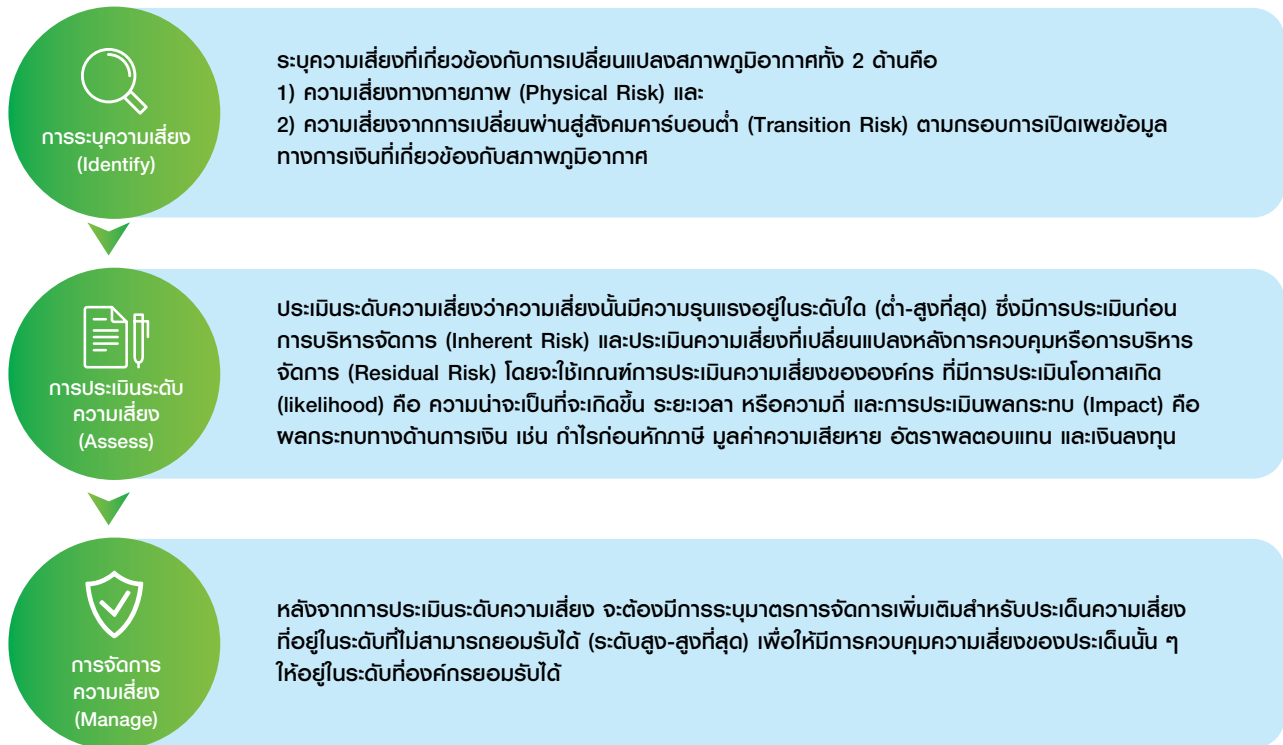 การระบุความเสี่ยง
(Identify)
ระบุความเสี่ยงที่เกี่ยวข้องกับการเปลี่ยนแปลงสภาพภูมิอากาศทั้ง 2 ด้านคือ
1) ความเสี่ยงทางกายภาพ (Physical Risk) และ
2) ความเสี่ยงจากการเปลี่ยนผ่านสู่สังคมคาร์บอนต่ำ (Transition Risk) ตามกรอบการเปิดเผยข้อมูล
ทางการเงินที่เกี่ยวข้องกับสภาพภูมิอากาศ
การประเมินระดับ
ความเสี่ยง
(Assess)
ประเมินระดับความเสี่ยงว่าความเสี่ยงนั้นมีความรุนแรงอยู่ในระดับใด (ต่ำ-สูงที่สุด) ซึ่งมีการประเมินก่อน
การบริหารจัดการ (Inherent Risk) และประเมินความเสี่ยงที่เปลี่ยนแปลงหลังการควบคุมหรือการบริหาร
จัดการ (Residual Risk) โดยจะใช้เกณฑ์การประเมินความเสี่ยงขององค์กร ที่มีการประเมินโอกาสเกิด
(likelihood) คือ ความน่าจะเป็นที่จะเกิดขึ้น ระยะเวลา หรือความถี่ และการประเมินผลกระทบ (Impact) คือ
ผลกระทบทางด้านการเงิน เช่น กำไรก่อนหักภาษี มูลค่าความเสียหาย อัตราผลตอบแทน และเงินลงทุน
การจัดการ
ความเสี่ยง
(Manage)
หลังจากการประเมินระดับความเสี่ยง จะต้องมีการระบุมาตรการจัดการเพิ่มเติมสำหรับประเด็นความเสี่ยง
ที่อยู่ในระดับที่ไม่สามารถยอมรับได้ (ระดับสูง-สูงที่สุด) เพื่อให้มีการควบคุมความเสี่ยงของประเด็นนั้น ๆ
ให้อยู่ในระดับที่องค์กรยอมรับได้